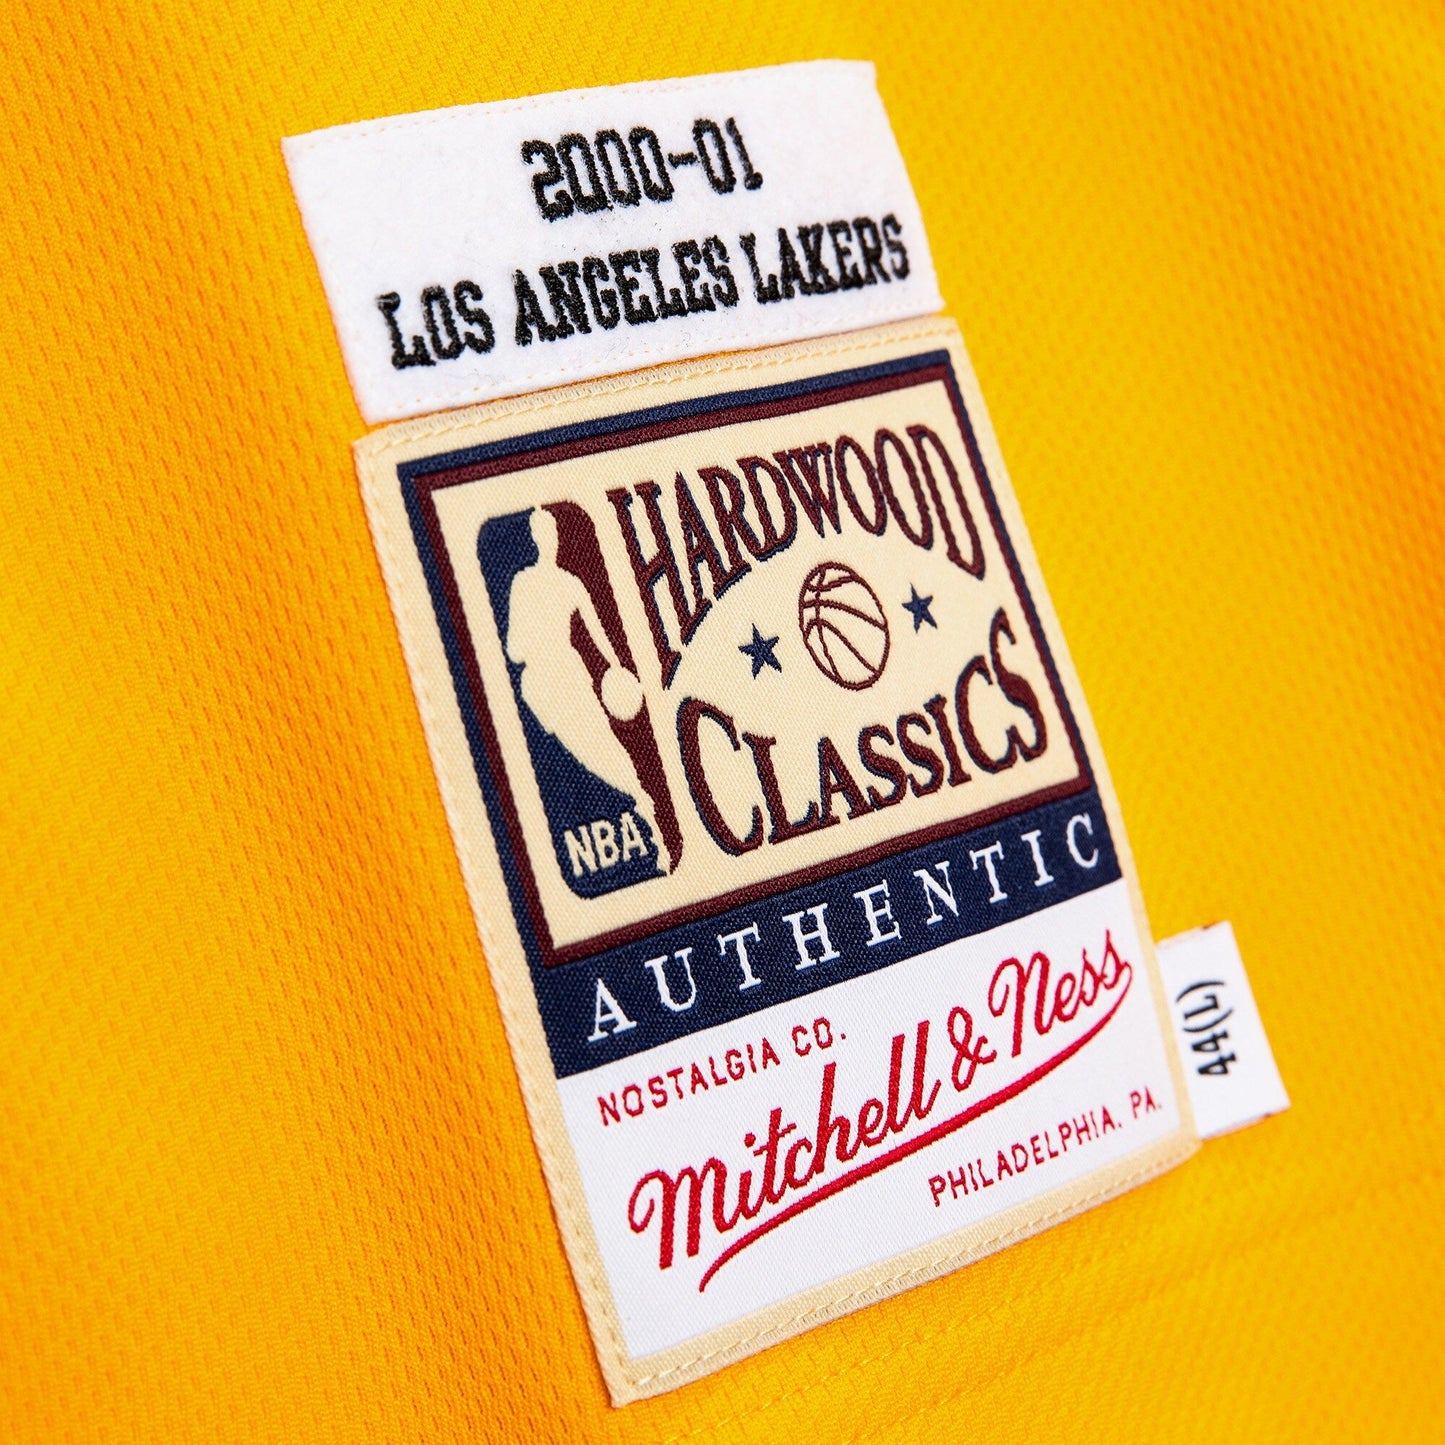 2000-01
LOS ANGELES LAKERS
HARDWOOD
CLASSICS
NBA
AUTHENTIC
NOSTALGIA CO.
Mitchell & Ness
PHILADELPHIA. PA.
44(L)